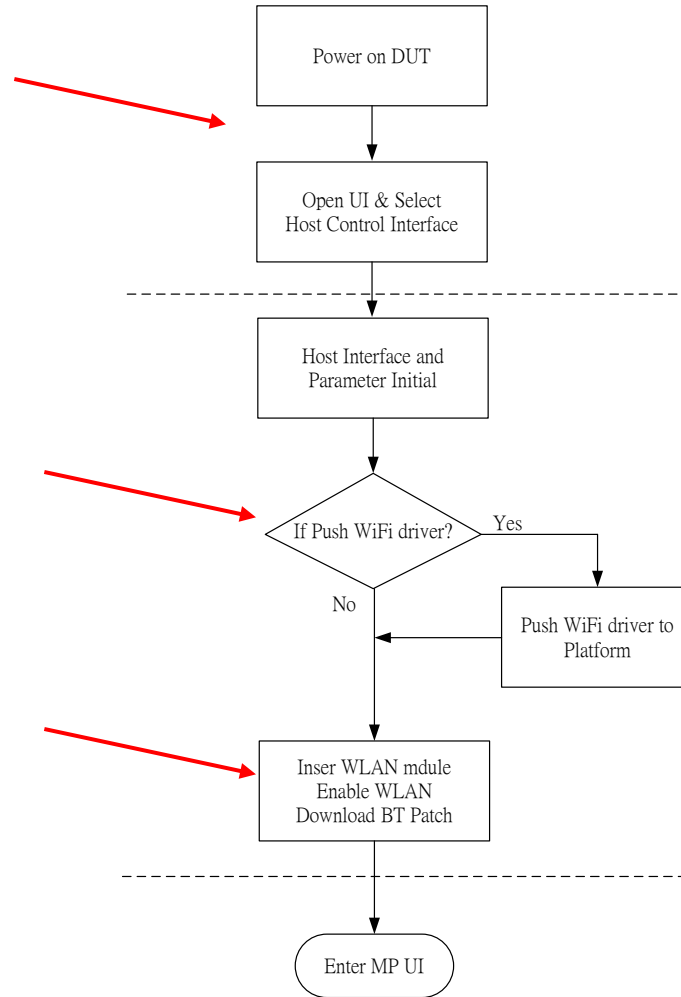 Power on DUT
Open UI & Select
Host Control Interface
Host Interface and
Parameter Initial
If Push WiFi driver?
Yes
No
Push WiFi driver to
Platform
Inser WLAN mdule
Enable WLAN
Download BT Patch
Enter MP UI